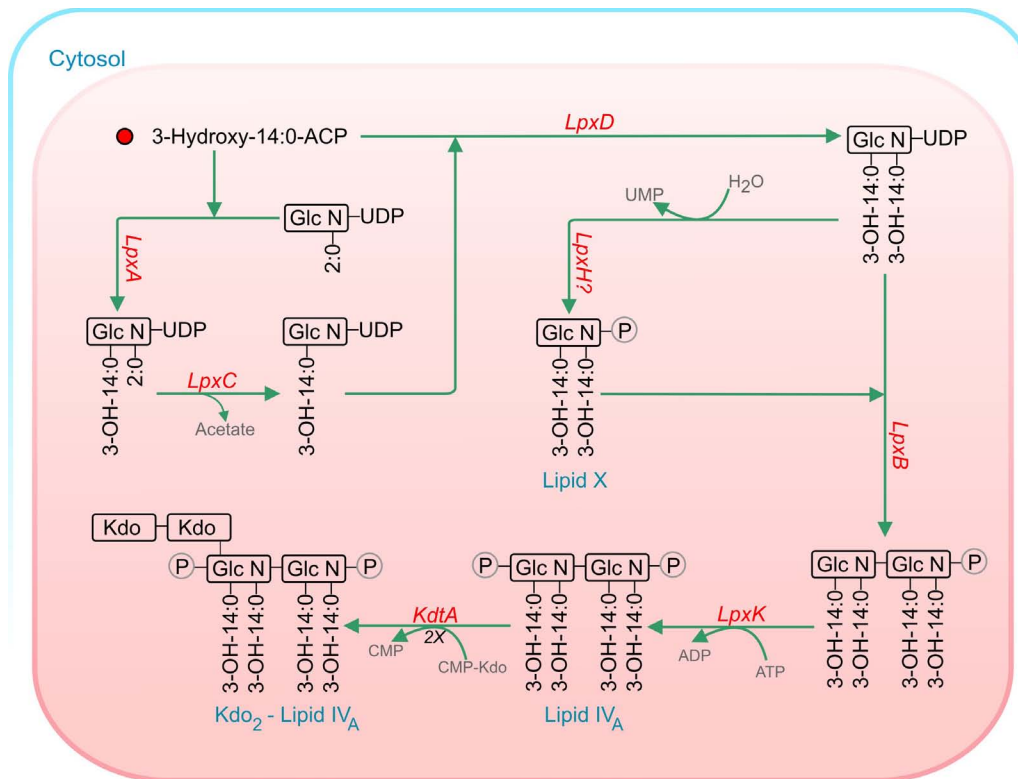 Cytosol
3-Hydroxy-14:0-ACP
LpxD
Glc N
UDP
3-OH-14:0
3-OH-14:0
UMP
H2O
Glc N
UDP
2:0
LpxA
LpxH?
Glc N
UDP
3-OH-14:0
2:0
LpxC
Acetate
Glc N
UDP
3-OH-14:0
Glc N
P
3-OH-14:0
3-OH-14:0
Lipid X
LpxB
Kdo
Kdo
P
Glc N
Glc N
P
3-OH-14:0
3-OH-14:0
3-OH-14:0
3-OH-14:0
Kdo2 - Lipid IVA
KdtA
2X
CMP
CMP-Kdo
P
Glc N
Glc N
P
3-OH-14:0
3-OH-14:0
3-OH-14:0
3-OH-14:0
Lipid IVA
LpxK
ADP
ATP
Glc N
Glc N
P
3-OH-14:0
3-OH-14:0
3-OH-14:0
3-OH-14:0